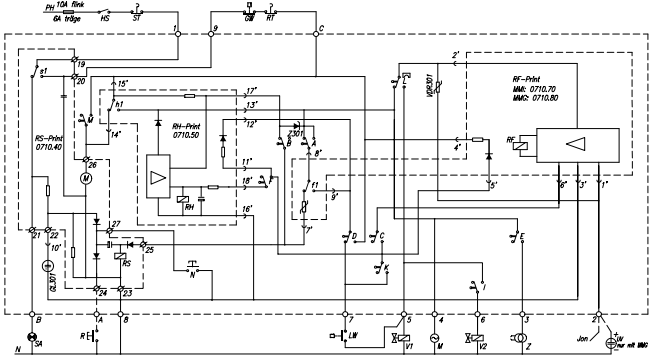 PH 10A flink
6A träge
HS
ST
GW
RT
1
9
C
s1
19
20
15'
17'
h1
13'
12'
M
14'
RS-Print
0710.40
RH-Print
0710.50
Z301
B
A
8'
26
M
11'
18'
F
f1
9'
RH
16'
7'
2'
L
VDR301
RF-Print
MMI: 0710.70
MMC: 0710.80
RF
4'
5'
6'
3'
1'
21
22
27
25
10'
GL301
RS
N
D
C
K
E
I
24
23
B
A
8
7
5
4
6
3
2
SA
R
LW
V1
M
V2
Z
Jon
UV
nur mit MMG
N